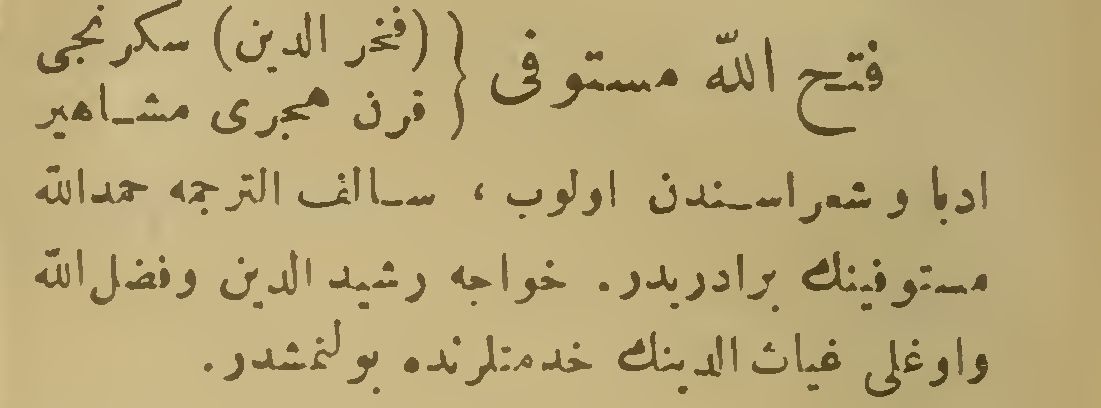 فتح الله مستوفى { (فخر الدين) سكزنجى
قرن هجرى مشاهير
ادبا و شعراسندن اولوب ، سالف الترجمه حمدالله
مستوفينك برادريدر. خواجه رشيد الدين وفضل الله
واوغلى غياث الدينك خدمتلرنده بولنمشدر.